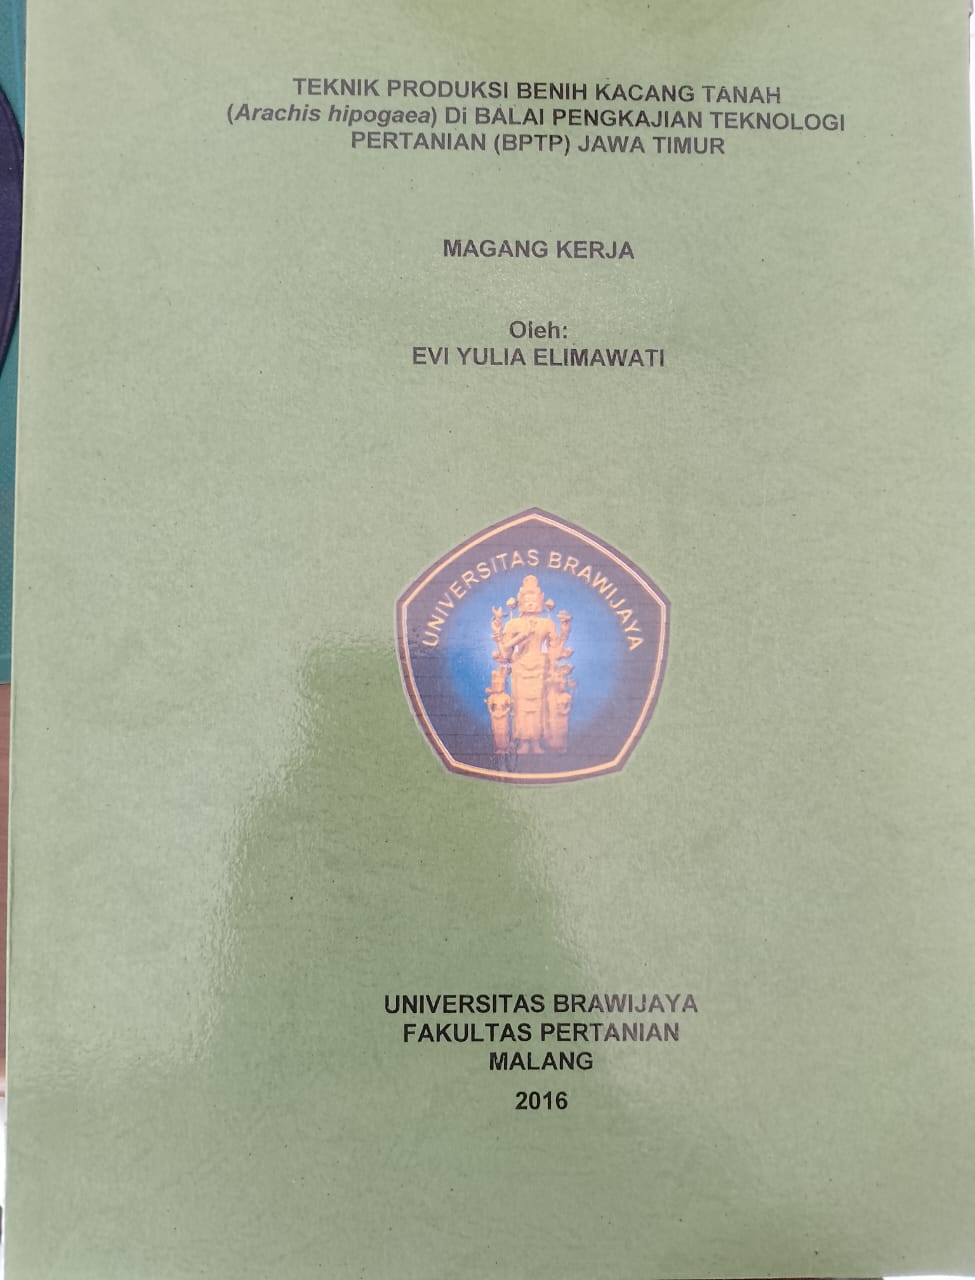 TEKNIK PRODUKSI BENIH KACANG TANAH
(Arachis hipogaea) Di BALAI PENGKAJIAN TEKNOLOGI
PERTANIAN (BPTP) JAWA TIMUR
MAGANG KERJA
Oleh:
EVI YULIA ELIMAWATI
UNIVERSITAS BRAWIJAYA
UNIVERSITAS BRAWIJAYA
FAKULTAS PERTANIAN
MALANG
2016